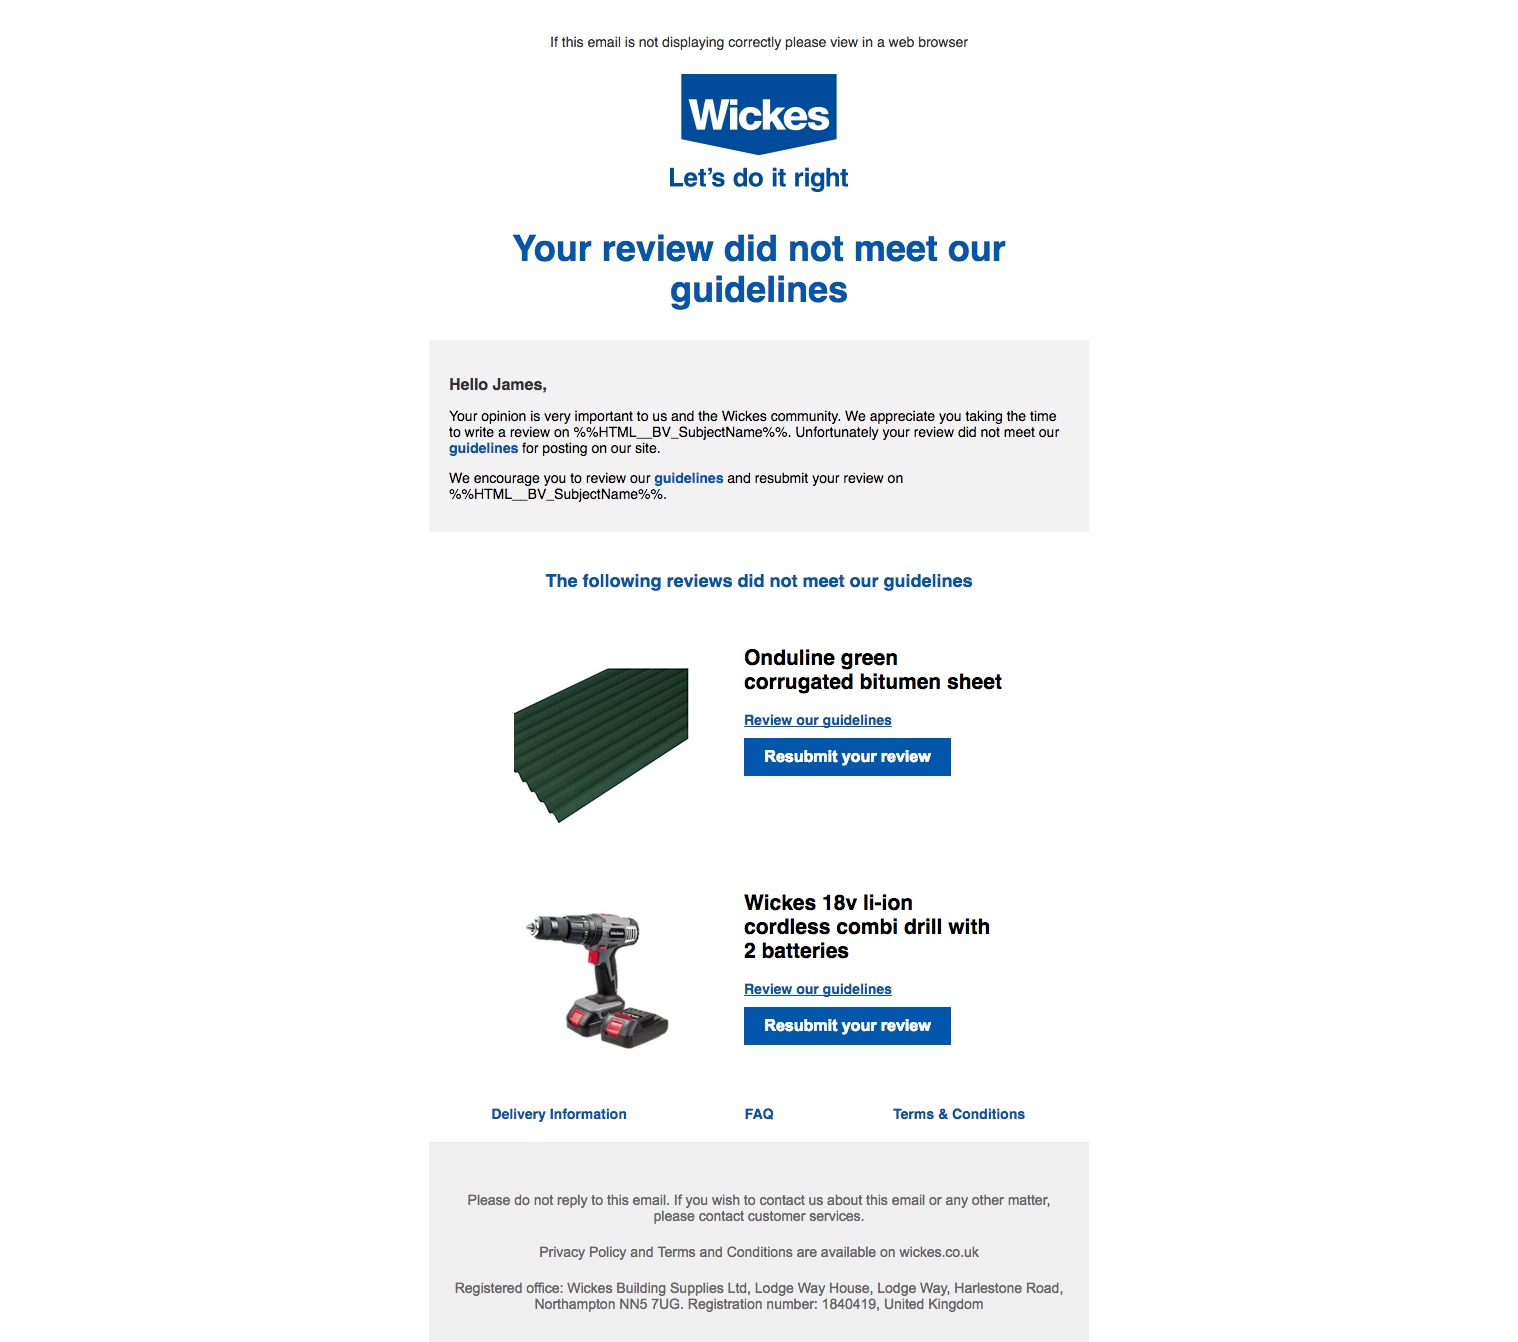 If this email is not displaying correctly please view in a web browser
Wickes
Let’s do it right
Your review did not meet our
guidelines
Hello James,
Your opinion is very important to us and the Wickes community. We appreciate you taking the time
to write a review on %%HTML__BV_SubjectName%%. Unfortunately your review did not meet our
guidelines for posting on our site.
We encourage you to review our guidelines and resubmit your review on
%%HTML__BV_SubjectName%%.
The following reviews did not meet our guidelines
Onduline green
corrugated bitumen sheet
Review our guidelines
Resubmit your review
Wickes 18v li-ion
cordless combi drill with
2 batteries
Review our guidelines
Resubmit your review
Delivery Information
FAQ
Terms & Conditions
Please do not reply to this email. If you wish to contact us about this email or any other matter,
please contact customer services.
Privacy Policy and Terms and Conditions are available on wickes.co.uk
Registered office: Wickes Building Supplies Ltd, Lodge Way House, Lodge Way, Harlestone Road,
Northampton NN5 7UG. Registration number: 1840419, United Kingdom